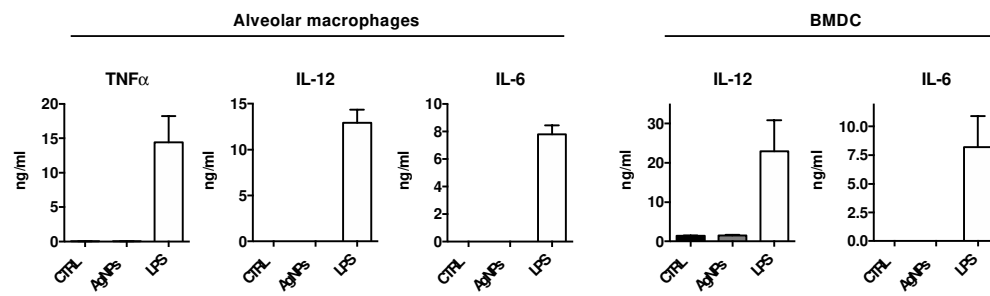 Alveolar macrophages BMDC
TNFα IL-12 IL-6 IL-12 IL-6
ng/ml
20
15
10
5
0
CTRL AgNPs LPS
ng/ml
15
10
5
0
CTRL AgNPs LPS
ng/ml
10
8
6
4
2
0
CTRL AgNPs LPS
ng/ml
30
20
10
0
CTRL AgNPs LPS
ng/ml
10.0
7.5
5.0
2.5
0.0
CTRL AgNPs LPS